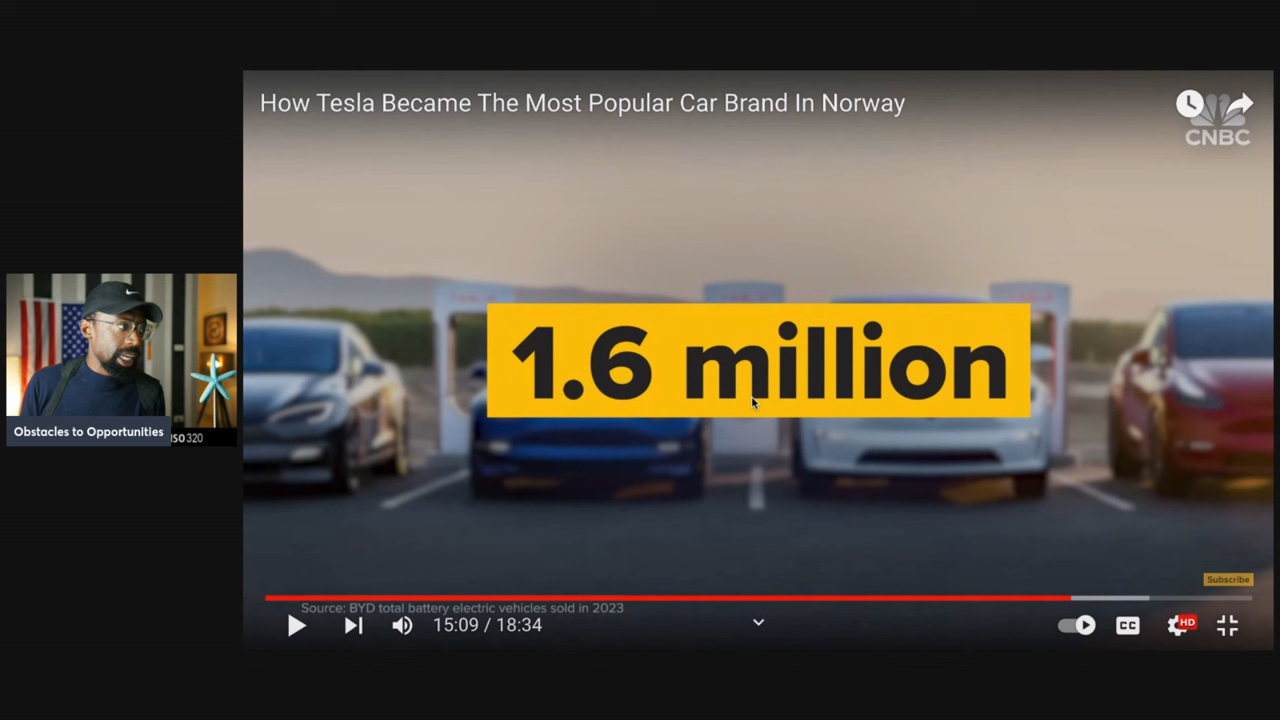 How Tesla Became The Most Popular Car Brand In Norway
CNBC
1.6 million
Obstacles to Opportunities
ISO 320
Subscribe
Source: BYD total battery electric vehicles sold in 2023
15:09 / 18:34
CC
HD